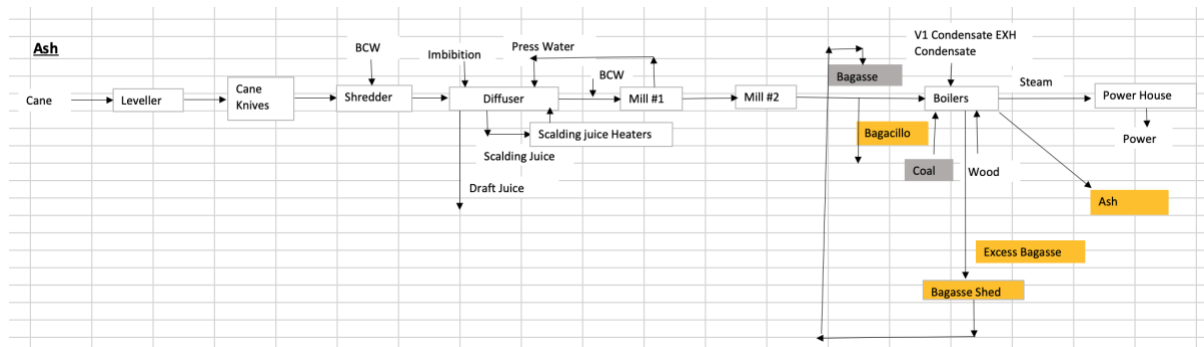 Ash
BCW
Imbibition
Press Water
BCW
V1 Condensate EXH
Condensate
Bagasse
Steam
Cane
Leveller
Cane
Knives
Shredder
Diffuser
Mill #1
Mill #2
Boilers
Power House
Scalding juice Heaters
Bagacillo
Power
Scalding Juice
Coal
Wood
Draft Juice
Ash
Excess Bagasse
Bagasse Shed